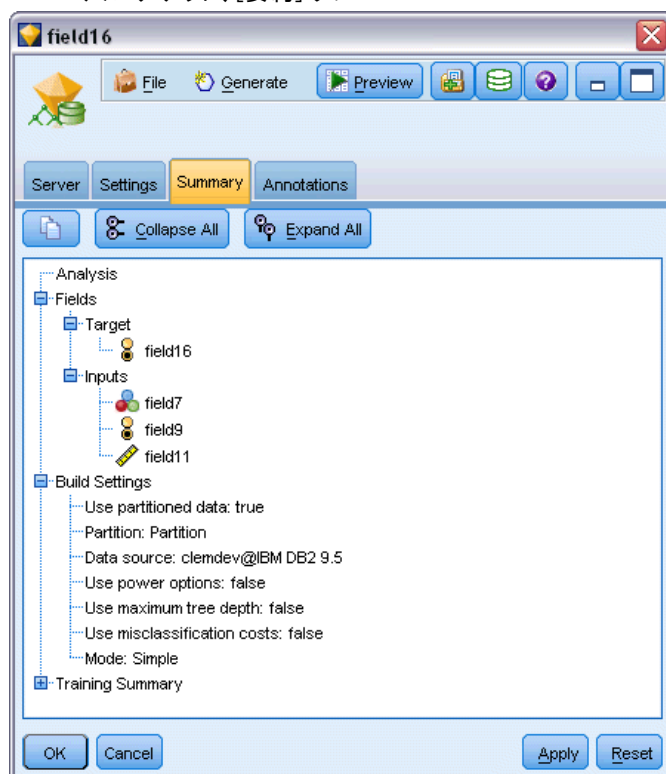 field16
File Generate Preview
Server Settings Summary Annotations
Collapse All Expand All
Analysis
Fields
Target
field16
Inputs
field7
field9
field11
Build Settings
Use partitioned data: true
Partition: Partition
Data source: clemdev@IBM DB2 9.5
Use power options: false
Use maximum tree depth: false
Use misclassification costs: false
Mode: Simple
Training Summary
OK Cancel Apply Reset